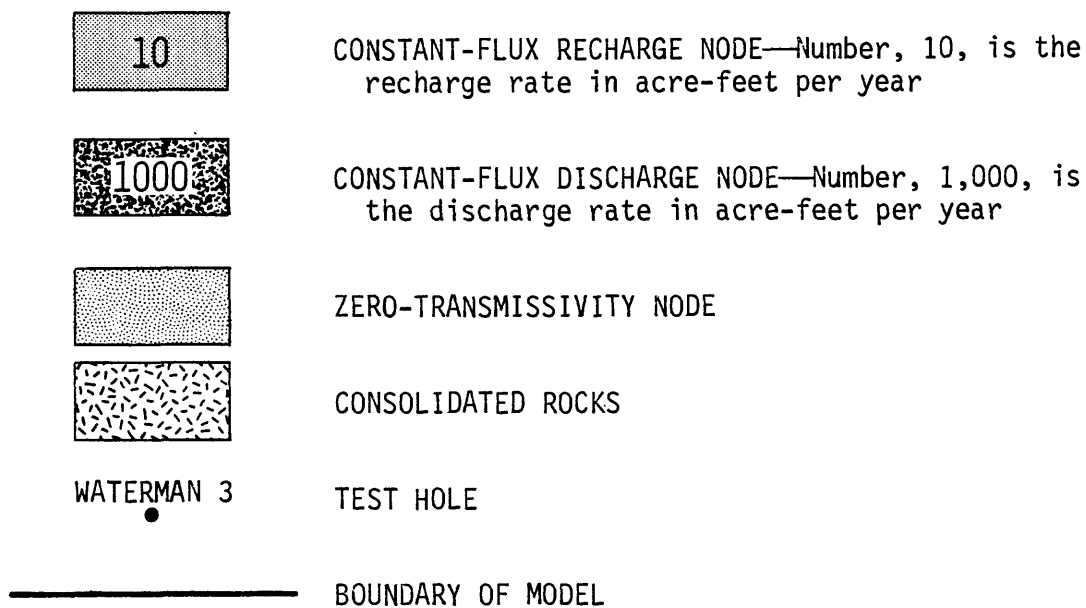 10 CONSTANT-FLUX RECHARGE NODE—Number, 10, is the
recharge rate in acre-feet per year
1000 CONSTANT-FLUX DISCHARGE NODE—Number, 1,000, is
the discharge rate in acre-feet per year
ZERO-TRANSMISSIVITY NODE
CONSOLIDATED ROCKS
WATERMAN 3 TEST HOLE
BOUNDARY OF MODEL